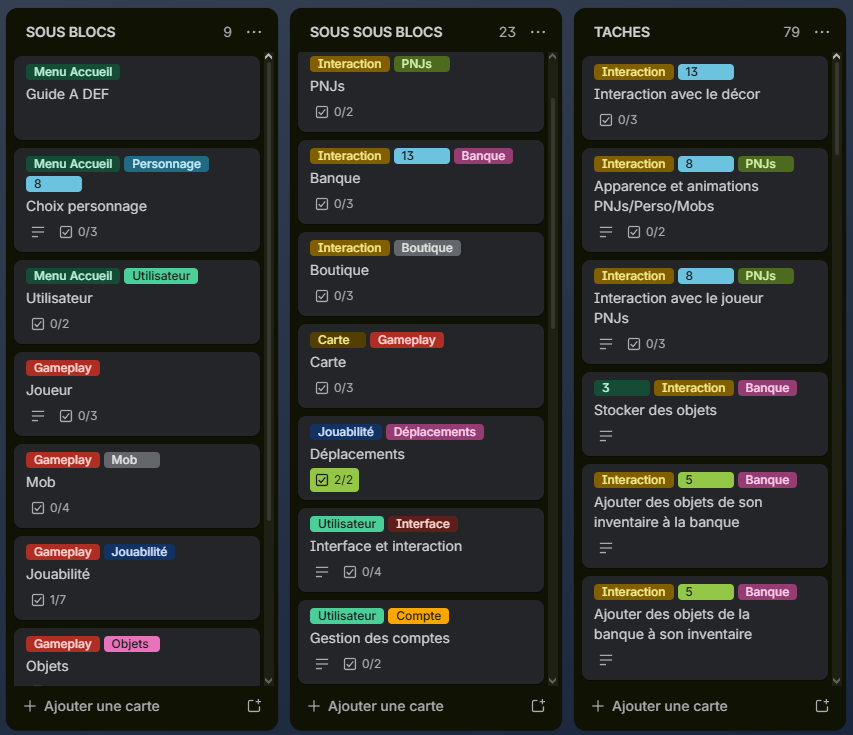 SOUS BLOCS 9 ...
Menu Accueil
Guide A DEF
Menu Accueil Personnage
8
Choix personnage
0/3
Menu Accueil Utilisateur
Utilisateur
0/2
Gameplay
Joueur
0/3
Gameplay Mob
Mob
0/4
Gameplay Jouabilité
Jouabilité
1/7
Gameplay Objets
Objets
+ Ajouter une carte
SOUS SOUS BLOCS 23 ...
Interaction PNJs
PNJs
0/2
Interaction 13 Banque
Banque
0/3
Interaction Boutique
Boutique
0/3
Carte Gameplay
Carte
0/3
Jouabilité Déplacements
Déplacements
2/2
Utilisateur Interface
Interface et interaction
0/4
Utilisateur Compte
Gestion des comptes
0/2
+ Ajouter une carte
TACHES 79 ...
Interaction 13
Interaction avec le décor
0/3
Interaction 8 PNJs
Apparence et animations
PNJs/Perso/Mobs
0/2
Interaction 8 PNJs
Interaction avec le joueur
PNJs
0/3
3 Interaction Banque
Stocker des objets
Interaction 5 Banque
Ajouter des objets de son
inventaire à la banque
Interaction 5 Banque
Ajouter des objets de la
banque à son inventaire
+ Ajouter une carte